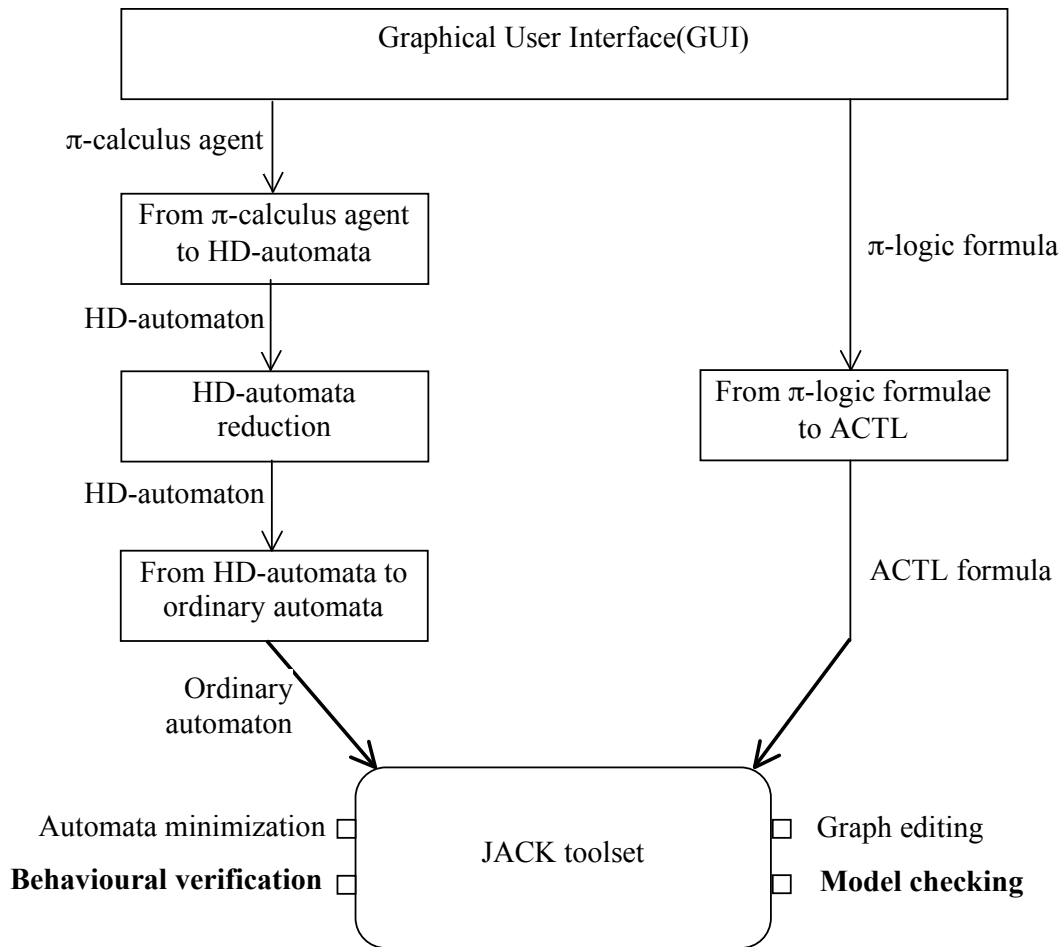 Graphical User Interface(GUI)
π-calculus agent
From π-calculus agent
to HD-automata
π-logic formula
HD-automaton
HD-automata
reduction
From π-logic formulae
to ACTL
HD-automaton
From HD-automata to
ordinary automata
ACTL formula
Ordinary
automaton
Automata minimization
Behavioural verification
JACK toolset
Graph editing
Model checking